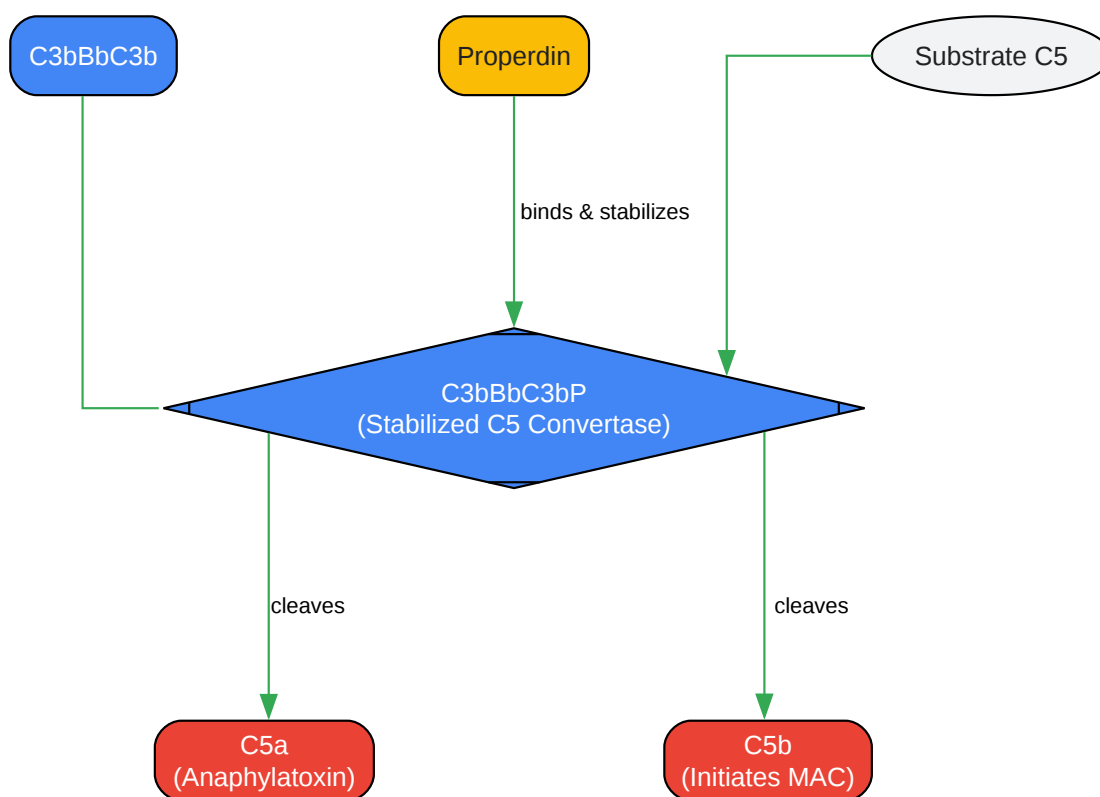 C3bBbC3b
Properdin
Substrate C5
binds & stabilizes
C3bBbC3bP
(Stabilized C5 Convertase)
cleaves
cleaves
C5a
(Anaphylatoxin)
C5b
(Initiates MAC)